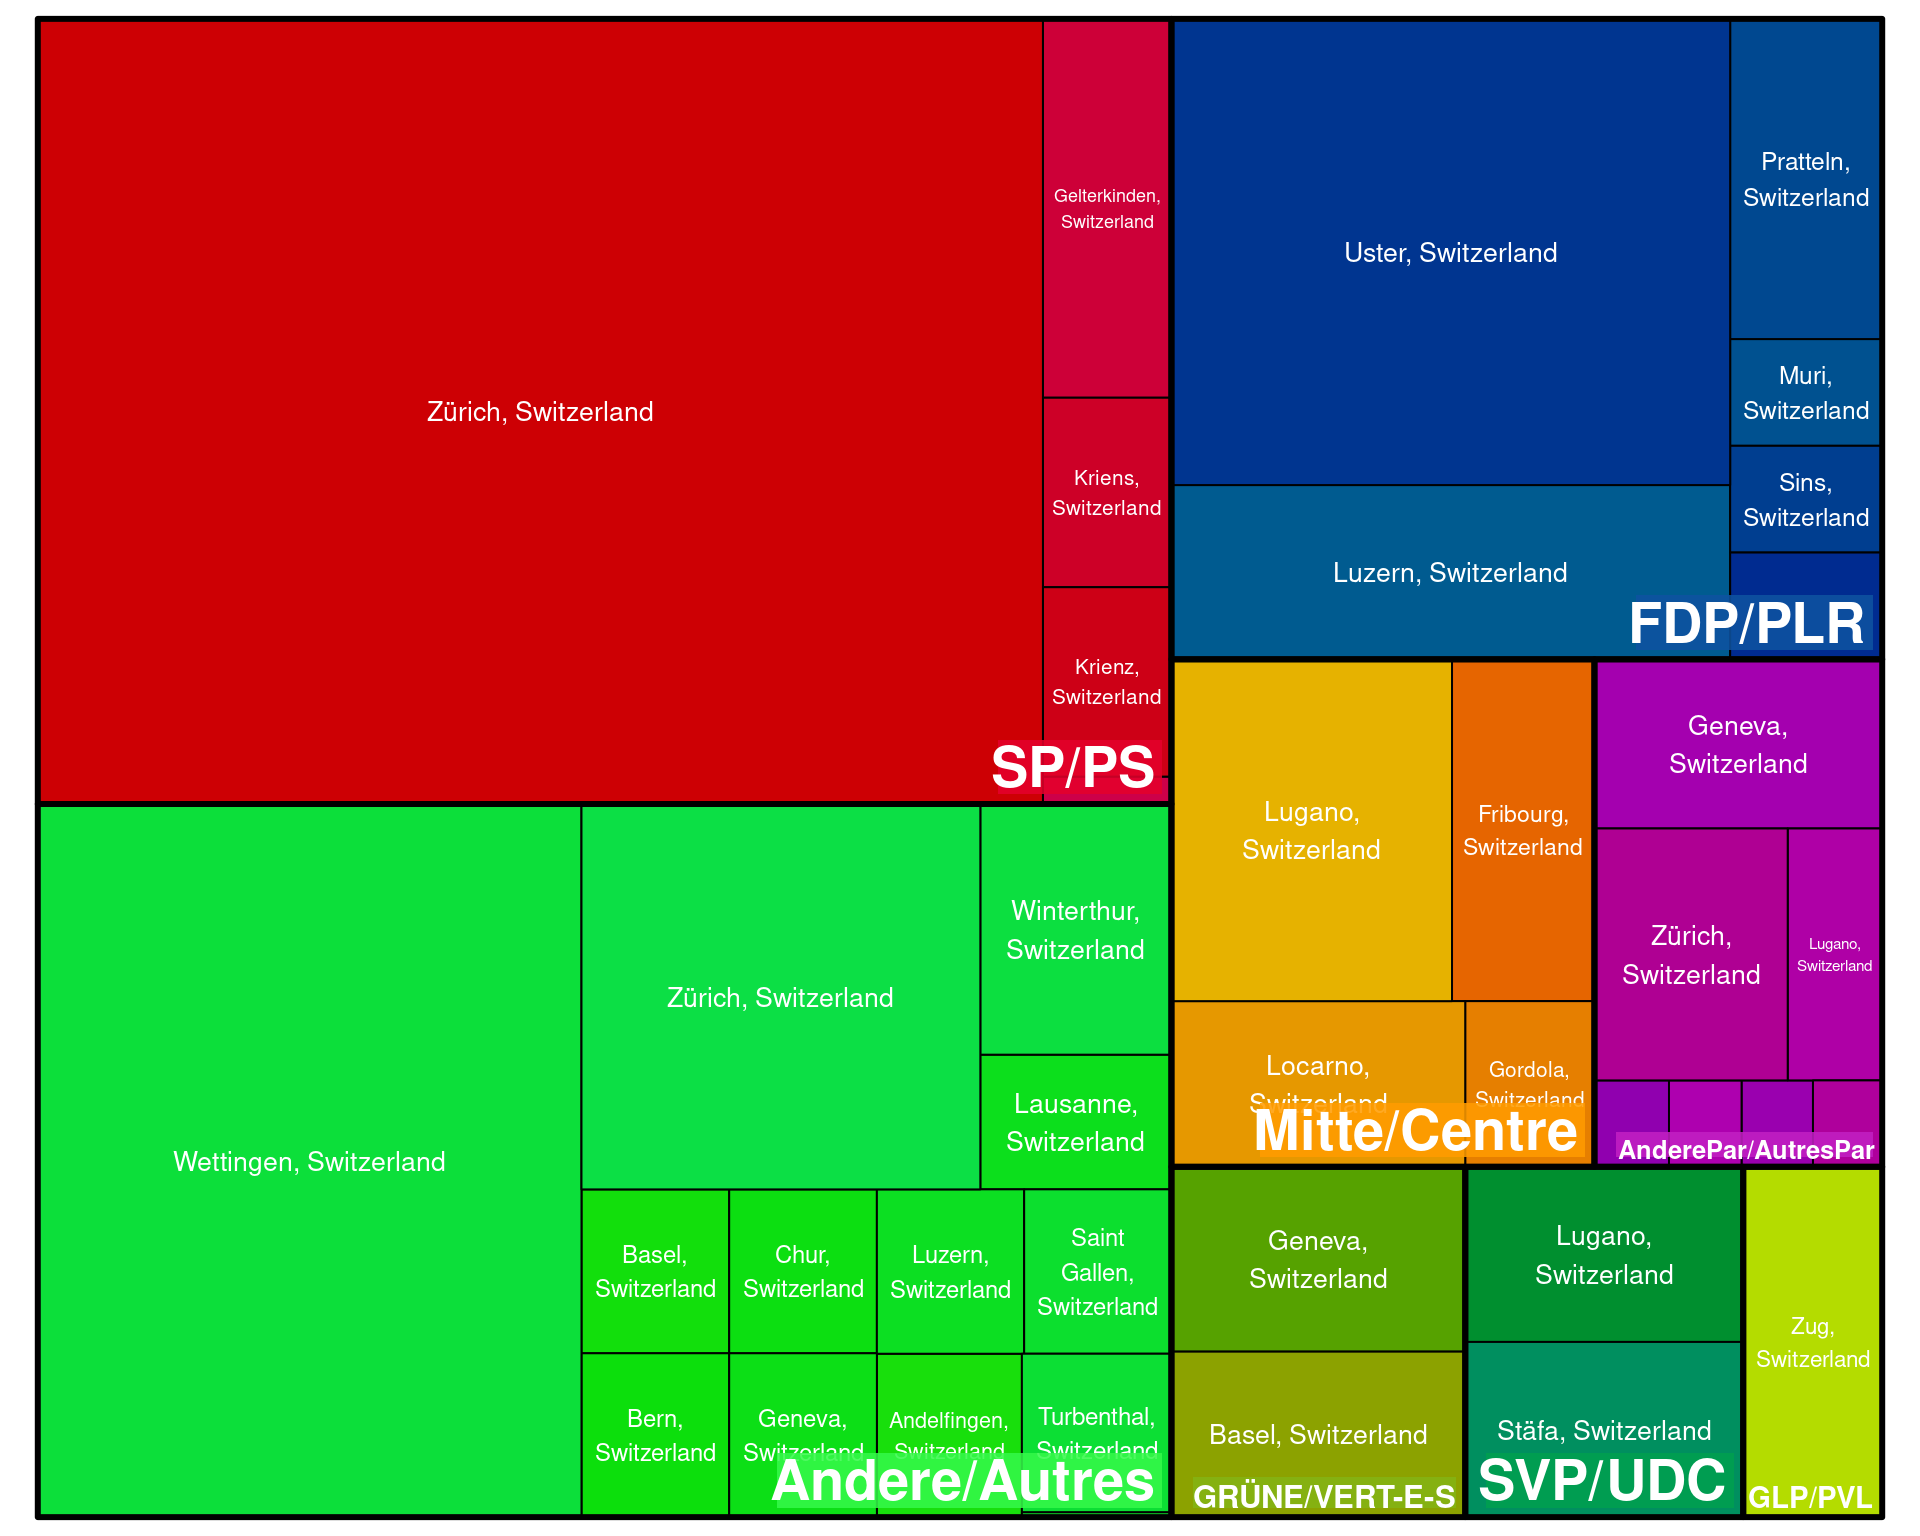 Zürich, Switzerland
Gelterkinden,
Switzerland
Kriens,
Switzerland
Krienz,
Switzerland
SP/PS
Uster, Switzerland
Pratteln,
Switzerland
Muri,
Switzerland
Sins,
Switzerland
Luzern, Switzerland
FDP/PLR
Lugano,
Switzerland
Fribourg,
Switzerland
Locarno,
Switzerland
Gordola,
Switzerland
Mitte/Centre
Geneva,
Switzerland
Zürich,
Switzerland
Lugano,
Switzerland
AnderePar/AutresPar
Wettingen, Switzerland
Zürich, Switzerland
Winterthur,
Switzerland
Lausanne,
Switzerland
Basel,
Switzerland
Chur,
Switzerland
Luzern,
Switzerland
Saint
Gallen,
Switzerland
Bern,
Switzerland
Geneva,
Switzerland
Andelfingen,
Switzerland
Turbenthal,
Switzerland
Andere/Autres
Geneva,
Switzerland
Basel, Switzerland
GRÜNE/VERT-E-S
Lugano,
Switzerland
Stäfa, Switzerland
SVP/UDC
Zug,
Switzerland
GLP/PVL